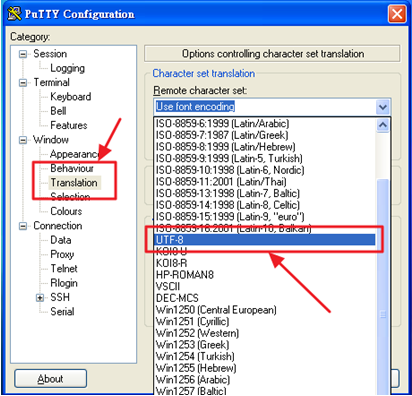 PuTTY Configuration
Category:
Session
Logging
Terminal
Keyboard
Bell
Features
Window
Appearance
Behaviour
Translation
Selection
Colours
Connection
Data
Proxy
Telnet
Rlogin
SSH
Serial
About
Options controlling character set translation
Character set translation
Remote character set:
Use font encoding
ISO-8859-6:1999 (Latin/Arabic)
ISO-8859-7:1987 (Latin/Greek)
ISO-8859-8:1999 (Latin/Hebrew)
ISO-8859-9:1999 (Latin-5, Turkish)
ISO-8859-10:1998 (Latin-6, Nordic)
ISO-8859-11:2001 (Latin/Thai)
ISO-8859-13:1998 (Latin-7, Baltic)
ISO-8859-14:1998 (Latin-8, Celtic)
ISO-8859-15:1999 (Latin-9, "euro")
ISO-8859-16:2001 (Latin-10, Balkan)
UTF-8
KOI8-U
KOI8-R
HP-ROMAN8
VSCII
DEC-MCS
Win1250 (Central European)
Win1251 (Cyrillic)
Win1252 (Western)
Win1253 (Greek)
Win1254 (Turkish)
Win1255 (Hebrew)
Win1256 (Arabic)
Win1257 (Baltic)